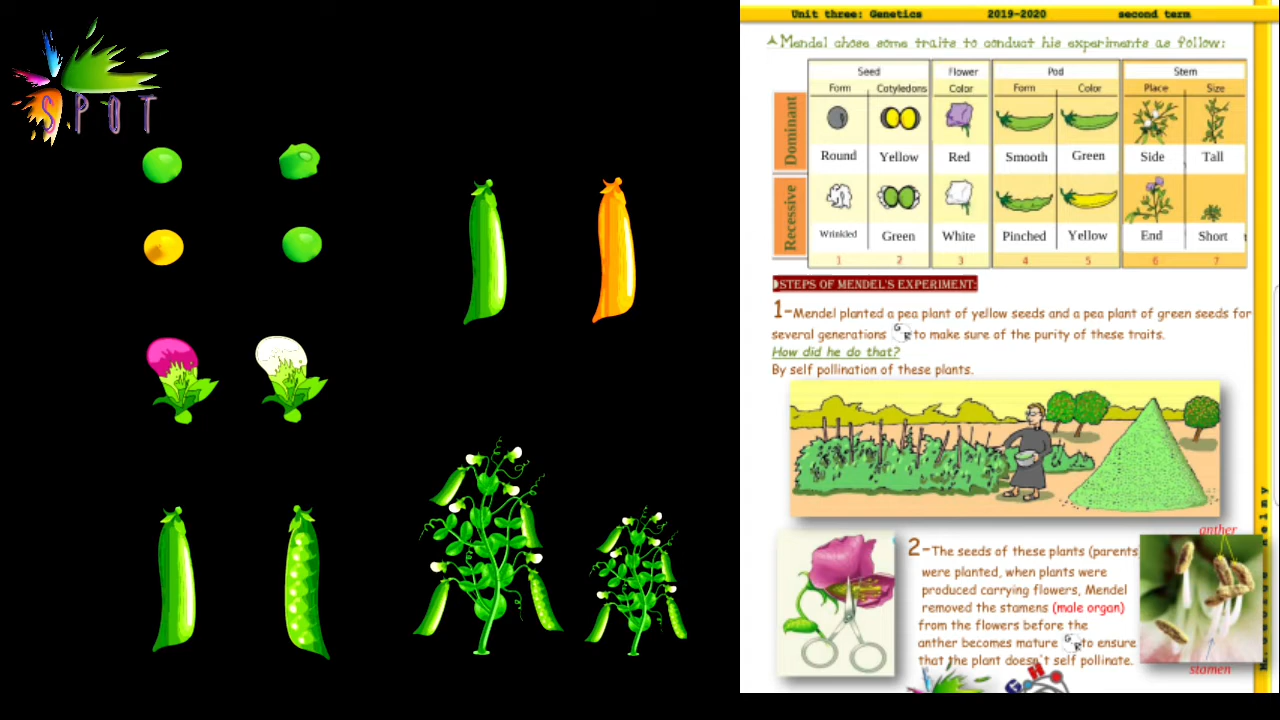 SPOT
Unit three: Genetics 2019-2020 second term
Mendel chose some traits to conduct his experiments as follow:
Seed Flower Pod Stem
Form Cotyledons Color Form Color Place Size
Dominant
Round Yellow Red Smooth Green Side Tall
Recessive
Wrinkled Green White Pinched Yellow End Short
1 2 3 4 5 6 7
STEPS OF MENDEL'S EXPERIMENT:
1-Mendel planted a pea plant of yellow seeds and a pea plant of green seeds for
several generations G R to make sure of the purity of these traits.
How did he do that?
By self pollination of these plants.
anther
2-The seeds of these plants (parents
were planted, when plants were
produced carrying flowers, Mendel
removed the stamens (male organ)
from the flowers before the
anther becomes mature G R to ensure
that the plant doesn't self pollinate.
stamen
G H